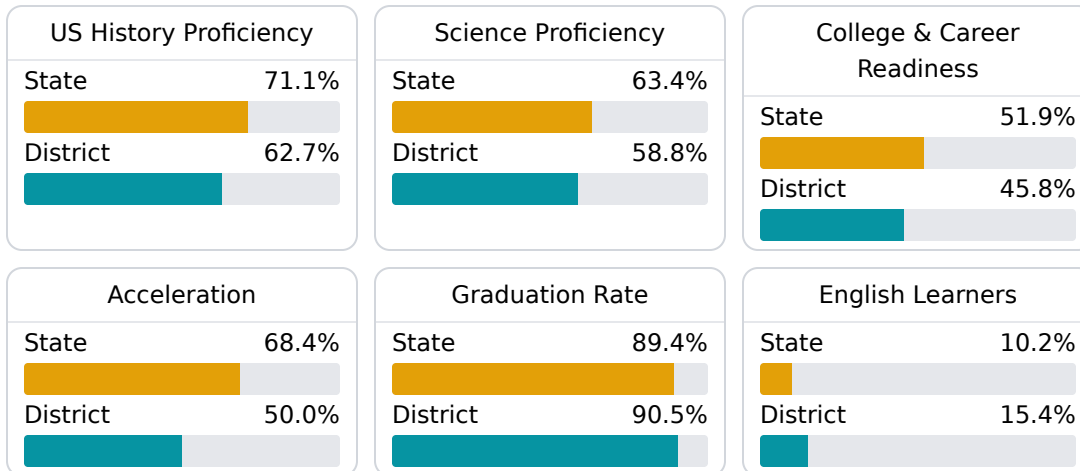 US History Proficiency
State 71.1%
District 62.7%
Science Proficiency
State 63.4%
District 58.8%
College & Career
Readiness
State 51.9%
District 45.8%
Acceleration
State 68.4%
District 50.0%
Graduation Rate
State 89.4%
District 90.5%
English Learners
State 10.2%
District 15.4%